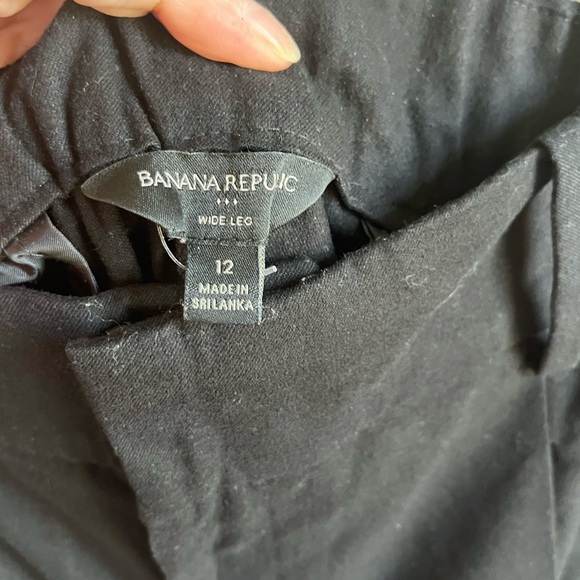 BANANA REPUBLIC
WIDE LEG
12
MADE IN
SRI LANKA